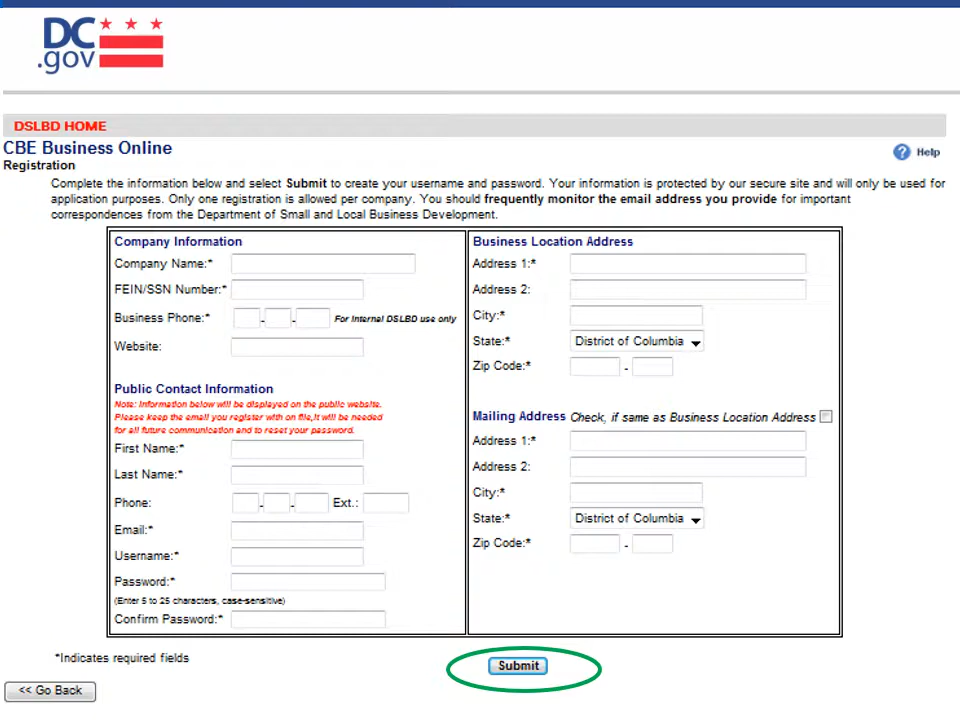 DC
.gov
DSLBD HOME
CBE Business Online
Help
Registration
Complete the information below and select Submit to create your username and password. Your information is protected by our secure site and will only be used for
application purposes. Only one registration is allowed per company. You should frequently monitor the email address you provide for important
correspondences from the Department of Small and Local Business Development.
Company Information
Company Name:*
FEIN/SSN Number:*
Business Phone:* - - For Internal DSLBD use only
Website:
Public Contact Information
Note: Information below will be displayed on the public website.
Please keep the email you register with on file,it will be needed
for all future communication and to reset your password.
First Name:*
Last Name:*
Phone: - - Ext.:
Email:*
Username:*
Password:*
(Enter 5 to 25 characters, case-sensitive)
Confirm Password:*
Business Location Address
Address 1:*
Address 2:
City:*
State:* District of Columbia
Zip Code:* -
Mailing Address Check, if same as Business Location Address
Address 1:*
Address 2:
City:*
State:* District of Columbia
Zip Code:* -
*Indicates required fields
Submit
<< Go Back